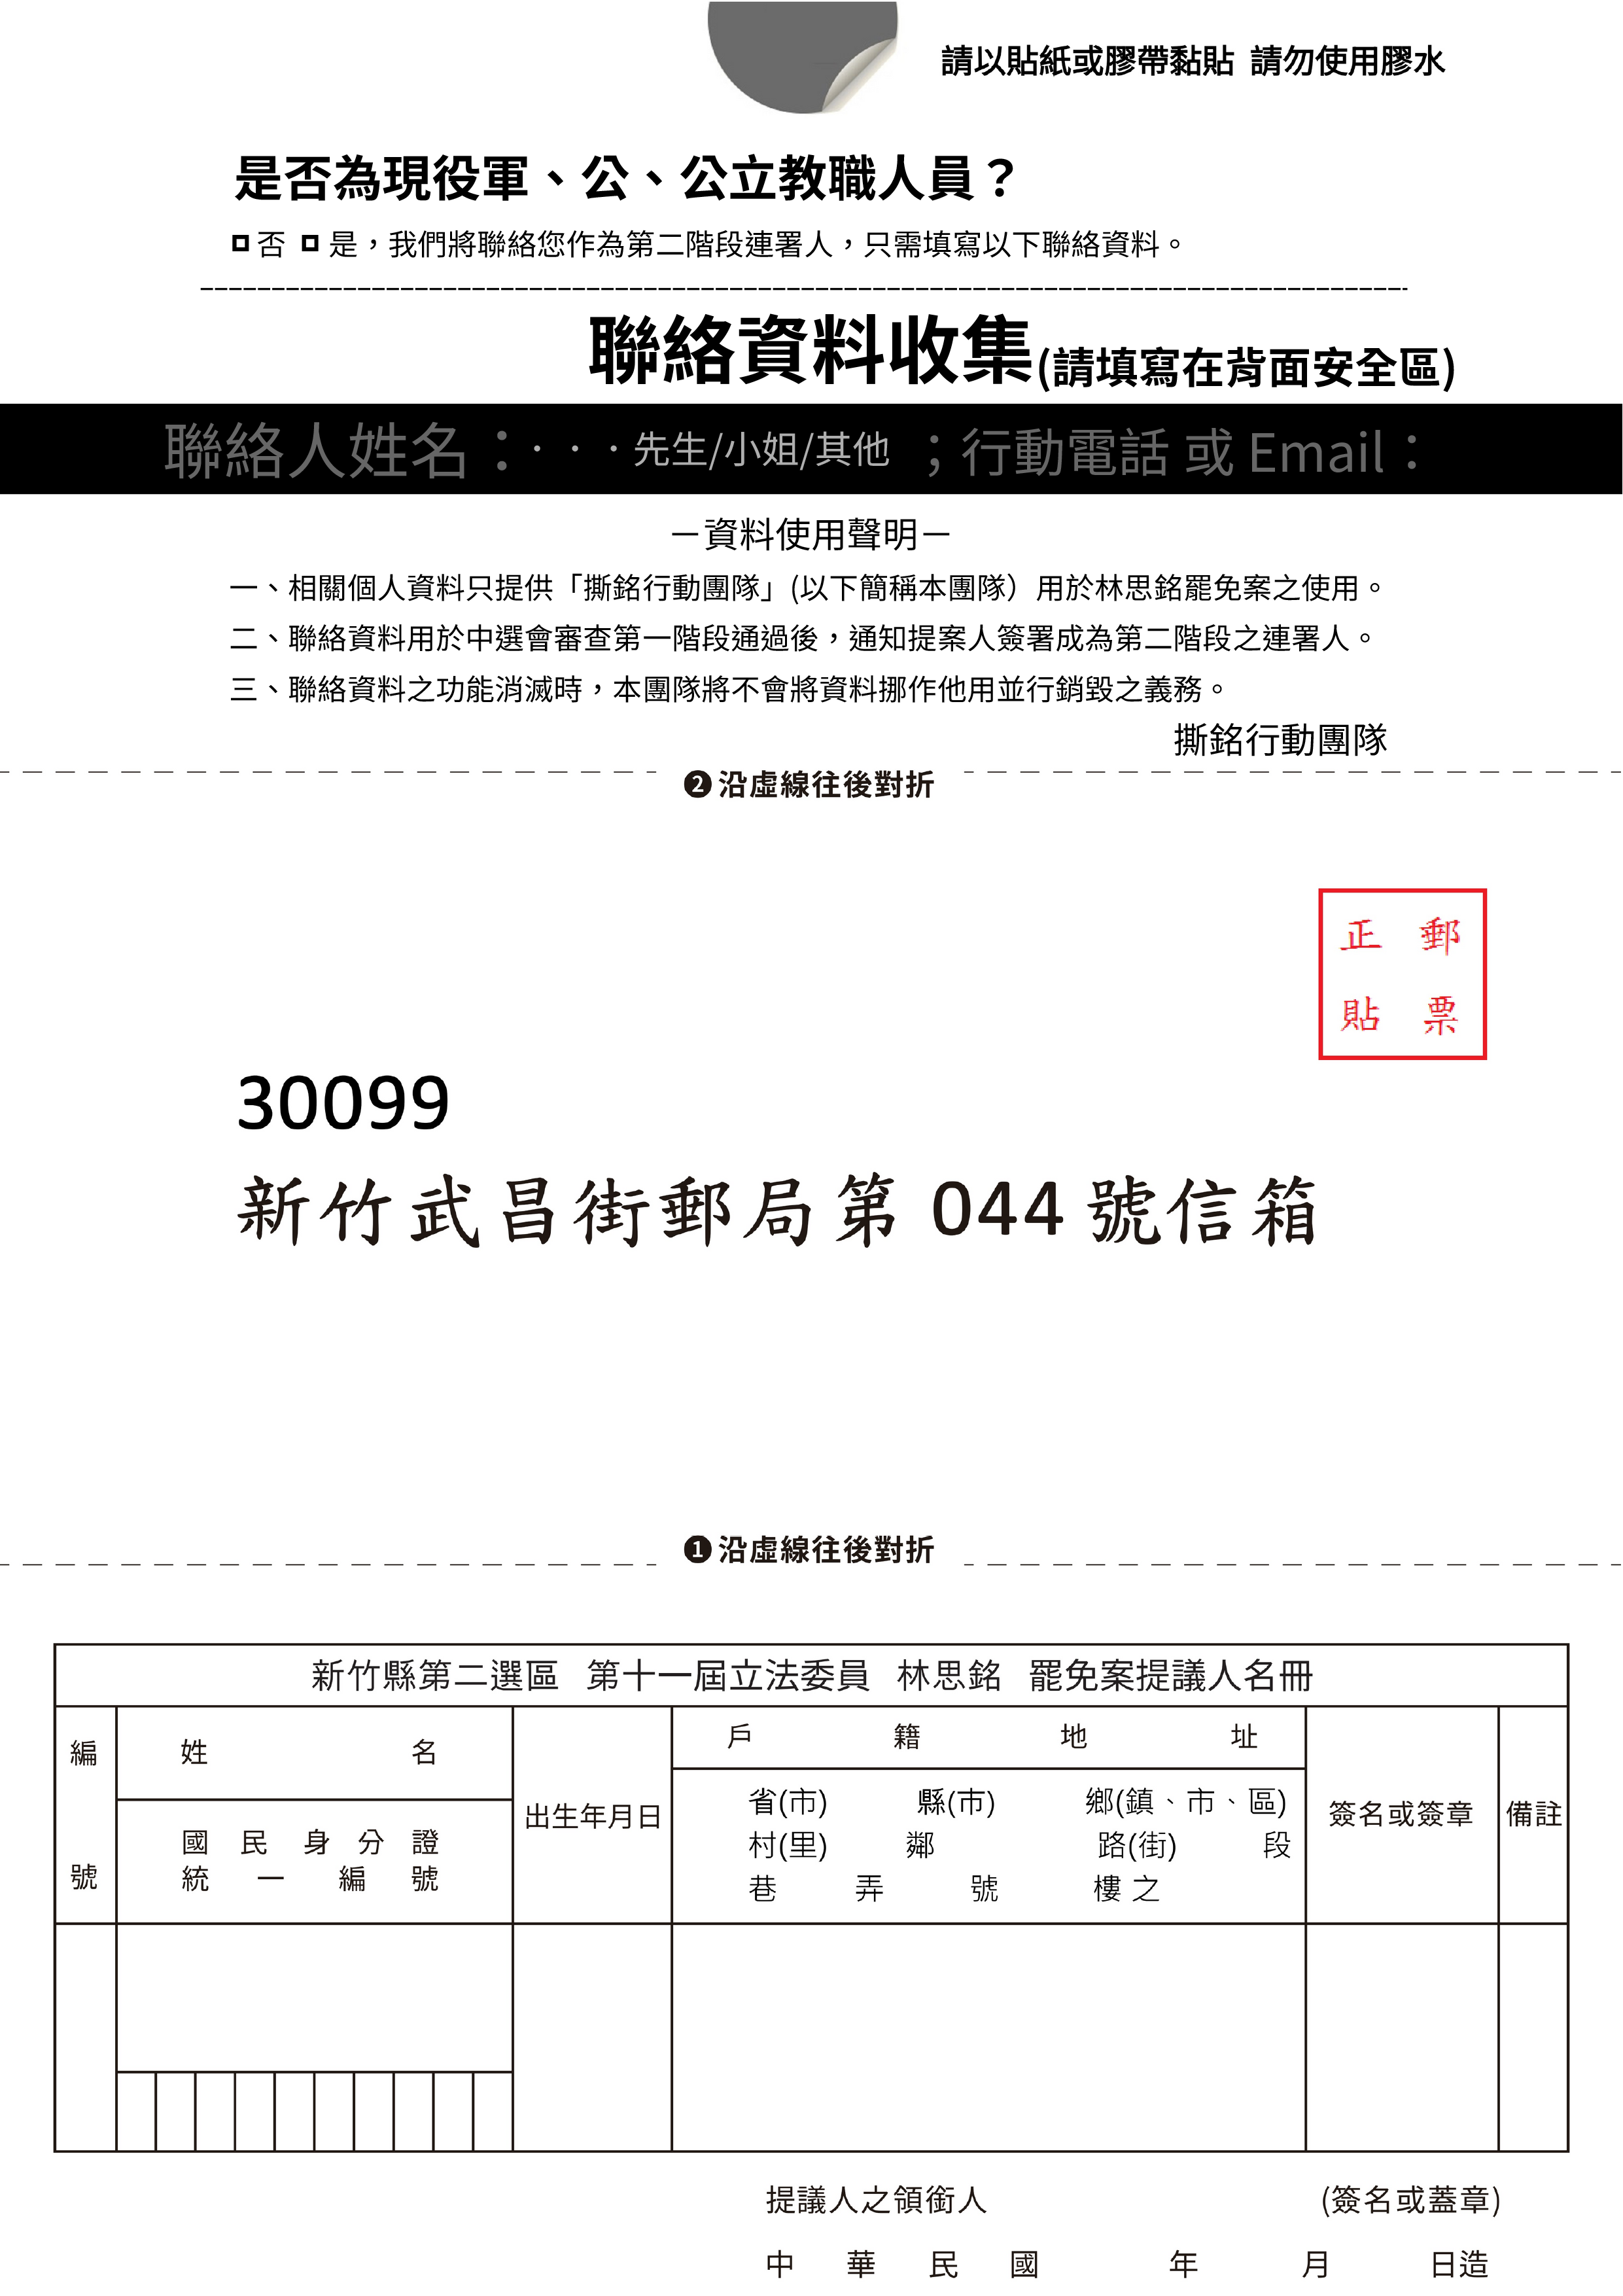 請以貼紙或膠帶黏貼 請勿使用膠水
是否為現役軍、公、公立教職人員？
否 是，我們將聯絡您作為第二階段連署人，只需填寫以下聯絡資料。
聯絡資料收集(請填寫在背面安全區)
聯絡人姓名：・・・先生/小姐/其他 ；行動電話 或 Email：
－資料使用聲明－
一、相關個人資料只提供「撕銘行動團隊」(以下簡稱本團隊）用於林思銘罷免案之使用。
二、聯絡資料用於中選會審查第一階段通過後，通知提案人簽署成為第二階段之連署人。
三、聯絡資料之功能消滅時，本團隊將不會將資料挪作他用並行銷毀之義務。
撕銘行動團隊
❷沿虛線往後對折
正 郵
貼 票
30099
新竹武昌街郵局第 044 號信箱
❶沿虛線往後對折
新竹縣第二選區 第十一屆立法委員 林思銘 罷免案提議人名冊
編
號
姓 名
國 民 身 分 證
統 一 編 號
出生年月日
戶 籍 地 址
省(市) 縣(市) 鄉(鎮、市、區)
村(里) 鄰 路(街) 段
巷 弄 號 樓 之
簽名或簽章
備註
提議人之領銜人 (簽名或蓋章)
中 華 民 國 年 月 日造